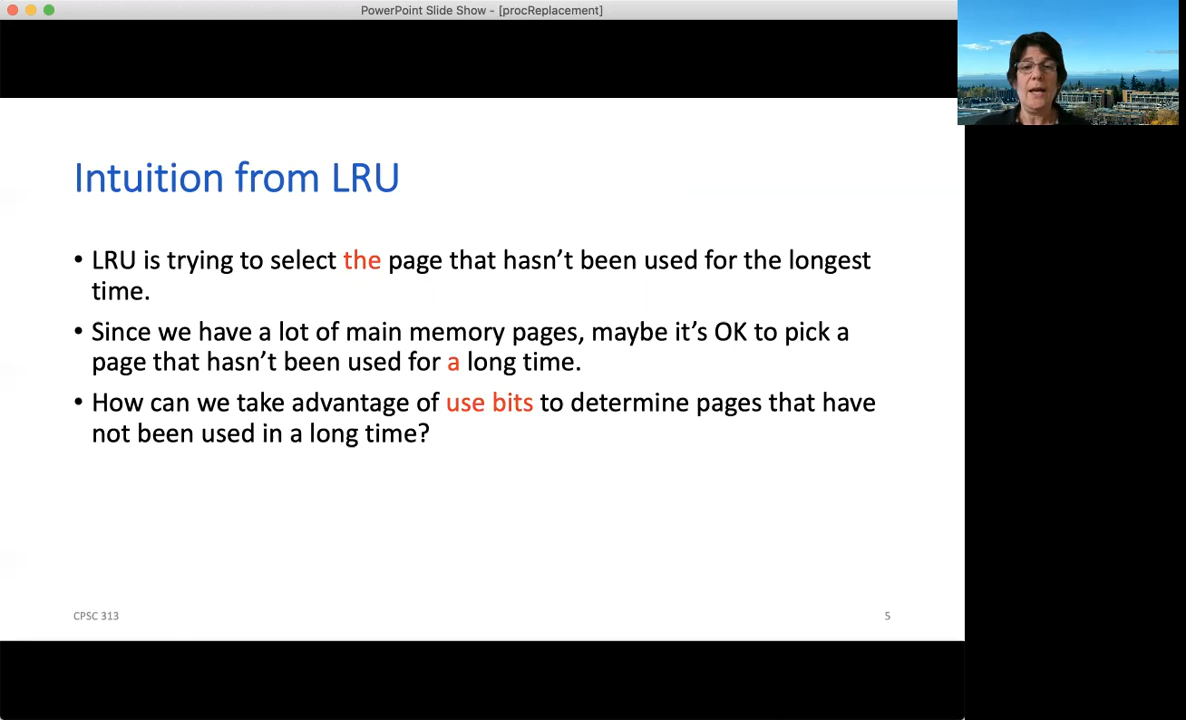 PowerPoint Slide Show - [procReplacement]
Intuition from LRU
• LRU is trying to select the page that hasn't been used for the longest
time.
• Since we have a lot of main memory pages, maybe it's OK to pick a
page that hasn't been used for a long time.
• How can we take advantage of use bits to determine pages that have
not been used in a long time?
CPSC 313
5